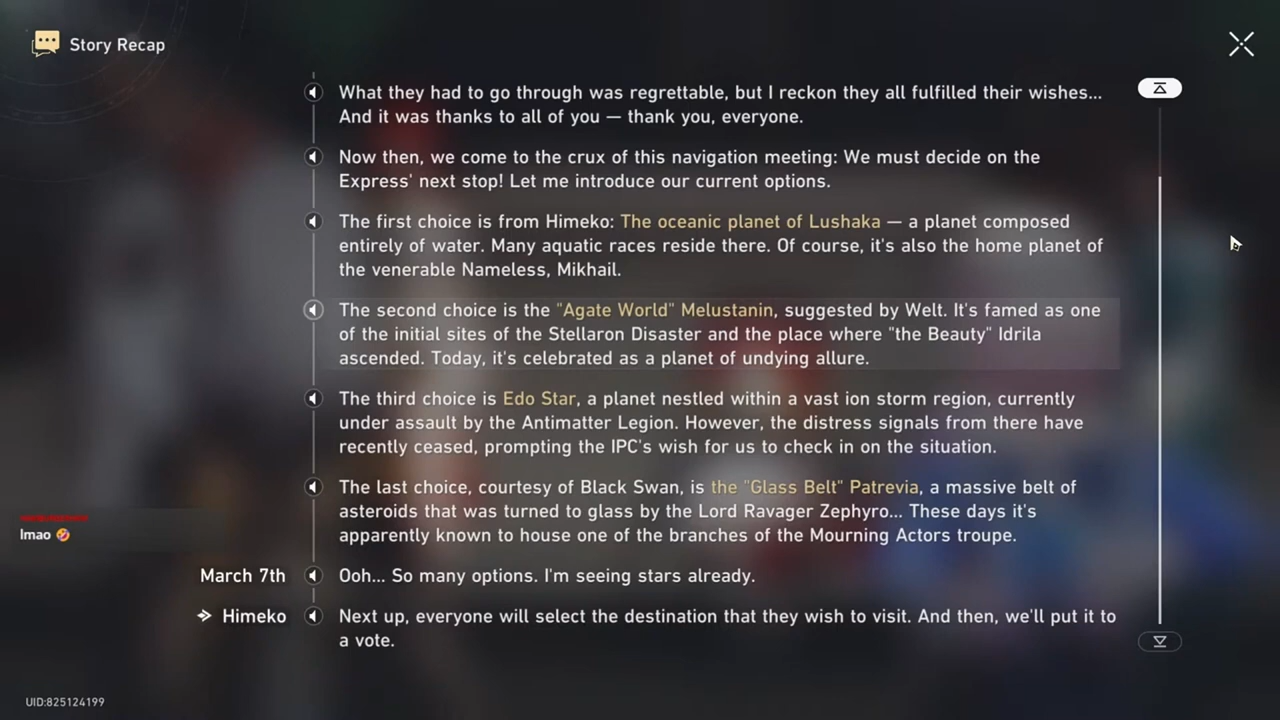 Story Recap
What they had to go through was regrettable, but I reckon they all fulfilled their wishes...
And it was thanks to all of you — thank you, everyone.
Now then, we come to the crux of this navigation meeting: We must decide on the
Express' next stop! Let me introduce our current options.
The first choice is from Himeko: The oceanic planet of Lushaka — a planet composed
entirely of water. Many aquatic races reside there. Of course, it's also the home planet of
the venerable Nameless, Mikhail.
The second choice is the "Agate World" Melustanin, suggested by Welt. It's famed as one
of the initial sites of the Stellaron Disaster and the place where "the Beauty" Idrila
ascended. Today, it's celebrated as a planet of undying allure.
The third choice is Edo Star, a planet nestled within a vast ion storm region, currently
under assault by the Antimatter Legion. However, the distress signals from there have
recently ceased, prompting the IPC's wish for us to check in on the situation.
The last choice, courtesy of Black Swan, is the "Glass Belt" Patrevia, a massive belt of
asteroids that was turned to glass by the Lord Ravager Zephyro... These days it's
apparently known to house one of the branches of the Mourning Actors troupe.
lmao 🤣
March 7th Ooh... So many options. I'm seeing stars already.
Himeko Next up, everyone will select the destination that they wish to visit. And then, we'll put it to
a vote.
UID:825124199